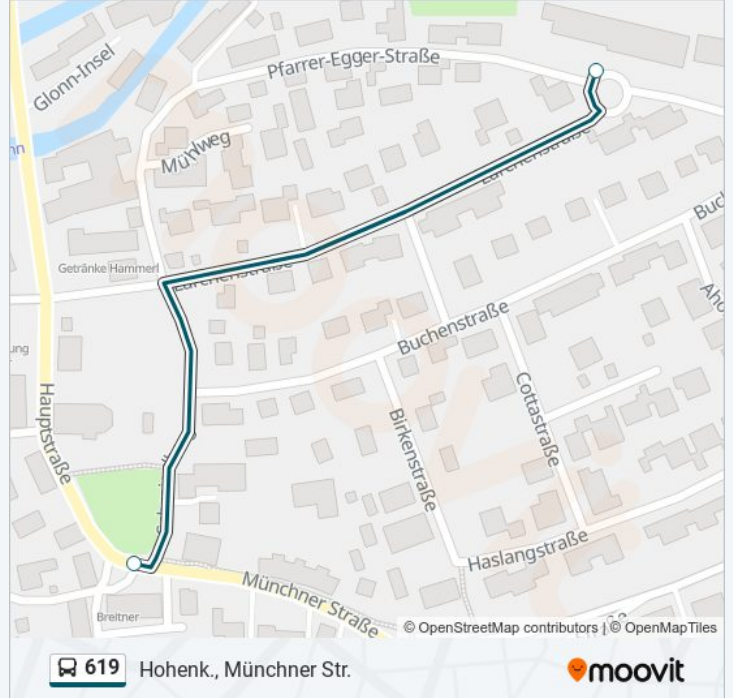 Pfarrer-Egger-Straße
Glonn-Insel
Mühlweg
Lärchenstraße
Getränke Hammerl
Lärchenstraße
Buchenstraße
Hauptstraße
Cottastraße
Birkenstraße
Haslangstraße
Münchner Straße
Breitner
© OpenStreetMap contributors | © OpenMapTiles
619 Hohenk., Münchner Str.
moovit